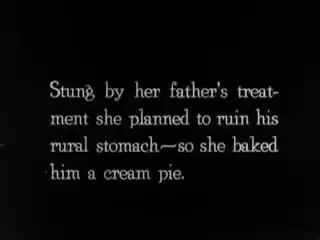 Stung by her father's treat-
ment she planned to ruin his
rural stomach—so she baked
him a cream pie.